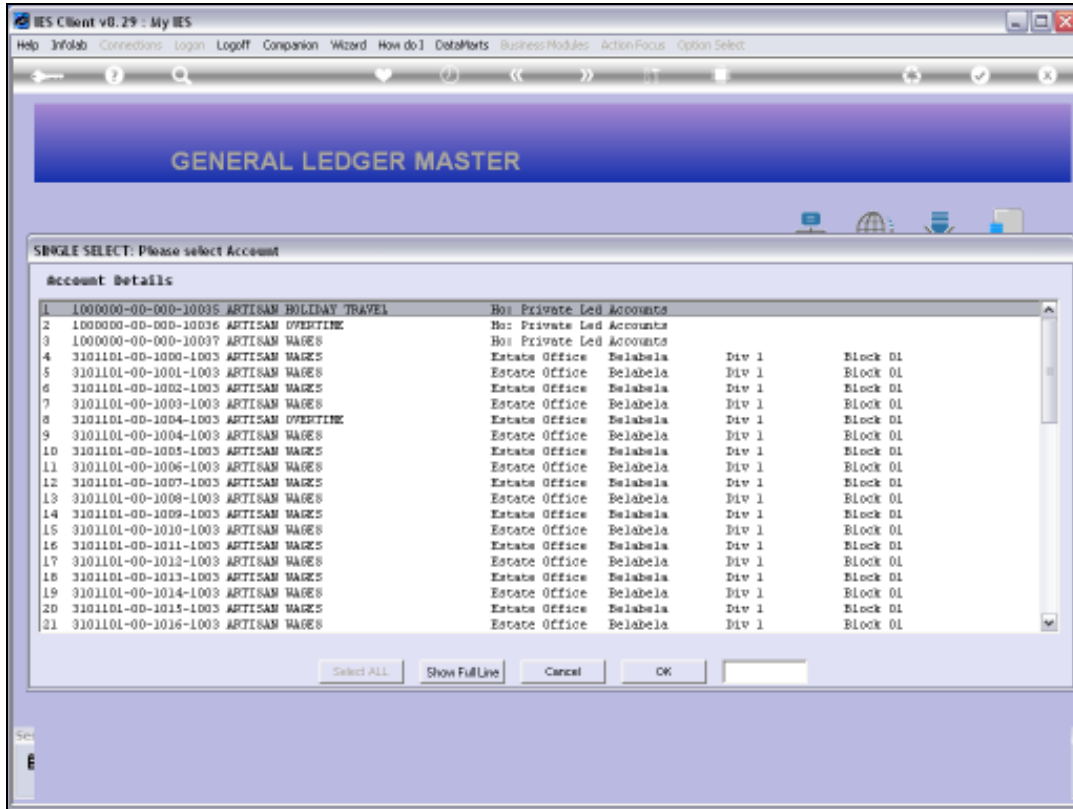 IES Client v8.29 : My IES
Help Infolab Connections Logon Logoff Companion Wizard How do I DataMarts Business Modules Action Focus Option Select
GENERAL LEDGER MASTER
SINGLE SELECT: Please select Account
Account Details
1 1000000-00-000-10035 ARTISAN HOLIDAY TRAVEL Ho: Private Led Accounts
2 1000000-00-000-10036 ARTISAN OVERTIME Ho: Private Led Accounts
3 1000000-00-000-10037 ARTISAN WAGES Ho: Private Led Accounts
4 3101101-00-1000-1003 ARTISAN WAGES Estate Office Belabela Div 1 Block 01
5 3101101-00-1001-1003 ARTISAN WAGES Estate Office Belabela Div 1 Block 01
6 3101101-00-1002-1003 ARTISAN WAGES Estate Office Belabela Div 1 Block 01
7 3101101-00-1003-1003 ARTISAN WAGES Estate Office Belabela Div 1 Block 01
8 3101101-00-1004-1003 ARTISAN OVERTIME Estate Office Belabela Div 1 Block 01
9 3101101-00-1004-1003 ARTISAN WAGES Estate Office Belabela Div 1 Block 01
10 3101101-00-1005-1003 ARTISAN WAGES Estate Office Belabela Div 1 Block 01
11 3101101-00-1006-1003 ARTISAN WAGES Estate Office Belabela Div 1 Block 01
12 3101101-00-1007-1003 ARTISAN WAGES Estate Office Belabela Div 1 Block 01
13 3101101-00-1008-1003 ARTISAN WAGES Estate Office Belabela Div 1 Block 01
14 3101101-00-1009-1003 ARTISAN WAGES Estate Office Belabela Div 1 Block 01
15 3101101-00-1010-1003 ARTISAN WAGES Estate Office Belabela Div 1 Block 01
16 3101101-00-1011-1003 ARTISAN WAGES Estate Office Belabela Div 1 Block 01
17 3101101-00-1012-1003 ARTISAN WAGES Estate Office Belabela Div 1 Block 01
18 3101101-00-1013-1003 ARTISAN WAGES Estate Office Belabela Div 1 Block 01
19 3101101-00-1014-1003 ARTISAN WAGES Estate Office Belabela Div 1 Block 01
20 3101101-00-1015-1003 ARTISAN WAGES Estate Office Belabela Div 1 Block 01
21 3101101-00-1016-1003 ARTISAN WAGES Estate Office Belabela Div 1 Block 01
Select ALL Show Full Line Cancel OK